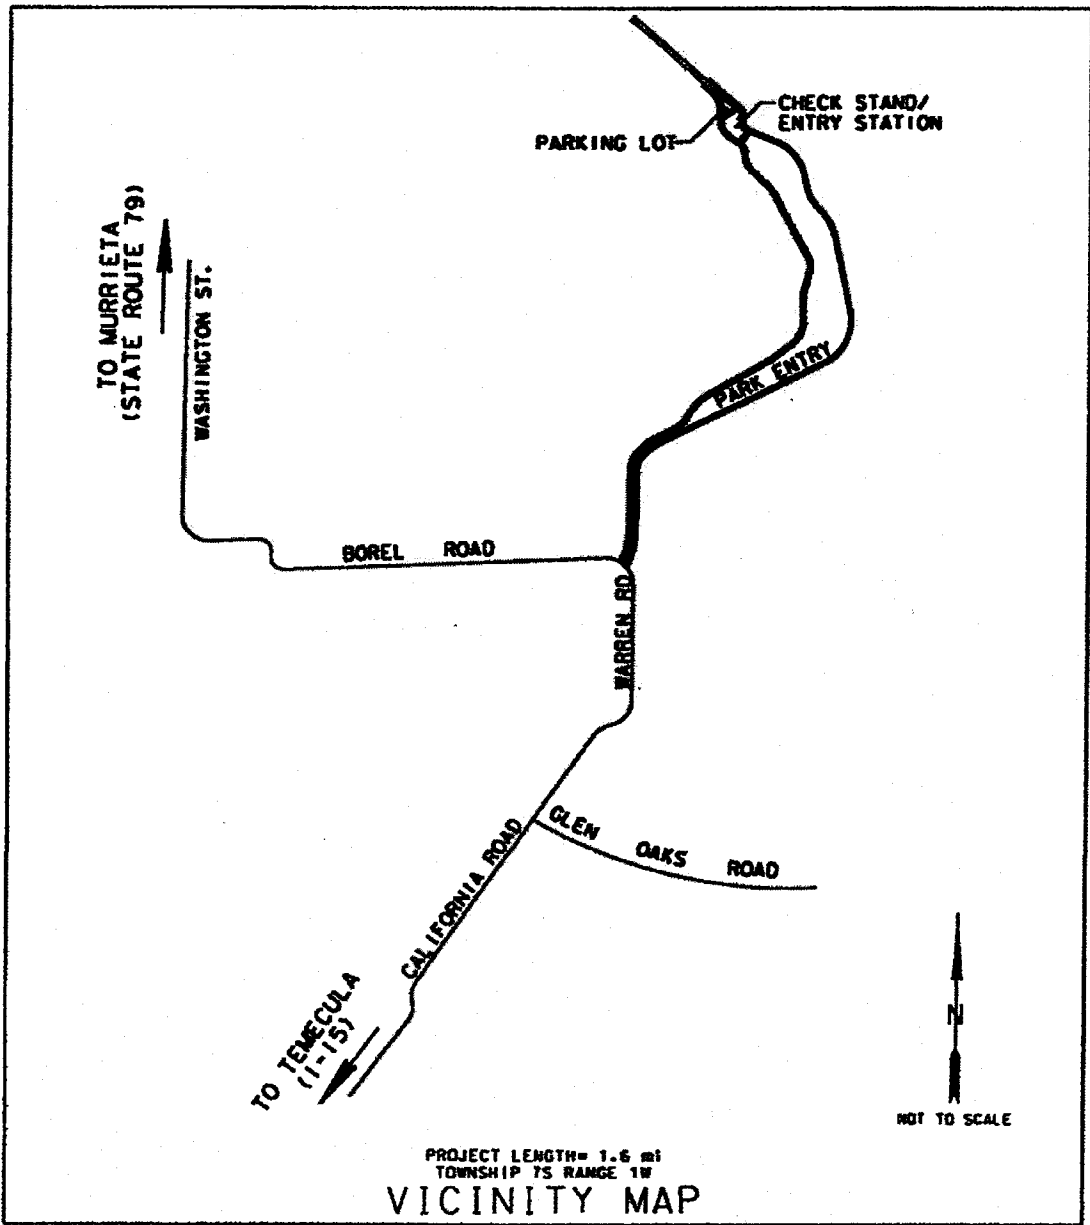 CHECK STAND/
ENTRY STATION
PARKING LOT
TO MURRIETA
(STATE ROUTE 79)
WASHINGTON ST.
PARK ENTRY
BOREL ROAD
WARREN RD
GLEN OAKS ROAD
CALIFORNIA ROAD
TO TEMECULA
(I-15)
N
NOT TO SCALE
PROJECT LENGTH= 1.6 mi
TOWNSHIP 7S RANGE 1W
VICINITY MAP